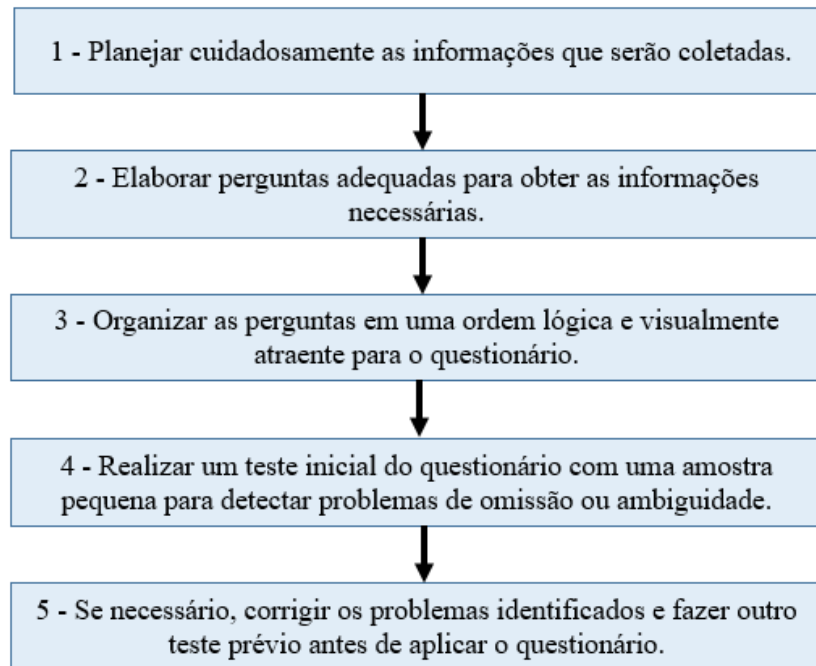 1 - Planejar cuidadosamente as informações que serão coletadas.
2 - Elaborar perguntas adequadas para obter as informações
necessárias.
3 - Organizar as perguntas em uma ordem lógica e visualmente
atraente para o questionário.
4 - Realizar um teste inicial do questionário com uma amostra
pequena para detectar problemas de omissão ou ambiguidade.
5 - Se necessário, corrigir os problemas identificados e fazer outro
teste prévio antes de aplicar o questionário.